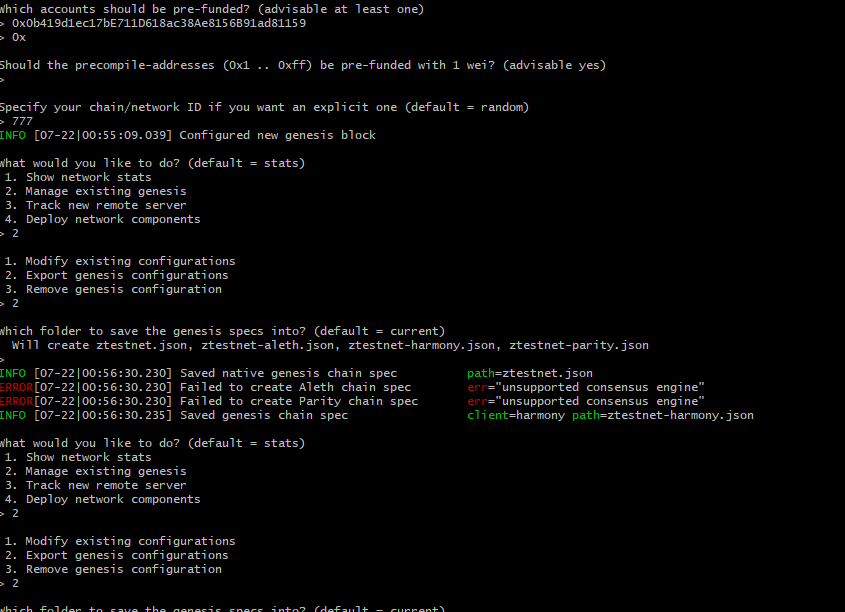 Which accounts should be pre-funded? (advisable at least one)
> 0x0b419d1ec17bE711D618ac38Ae8156B91ad81159
> 0x
Should the precompile-addresses (0x1 .. 0xff) be pre-funded with 1 wei? (advisable yes)
>
Specify your chain/network ID if you want an explicit one (default = random)
> 777
INFO [07-22|00:55:09.039] Configured new genesis block
What would you like to do? (default = stats)
1. Show network stats
2. Manage existing genesis
3. Track new remote server
4. Deploy network components
> 2
1. Modify existing configurations
2. Export genesis configurations
3. Remove genesis configuration
> 2
Which folder to save the genesis specs into? (default = current)
Will create ztestnet.json, ztestnet-aleth.json, ztestnet-harmony.json, ztestnet-parity.json
>
INFO [07-22|00:56:30.230] Saved native genesis chain spec path=ztestnet.json
ERROR[07-22|00:56:30.230] Failed to create Aleth chain spec err="unsupported consensus engine"
ERROR[07-22|00:56:30.230] Failed to create Parity chain spec err="unsupported consensus engine"
INFO [07-22|00:56:30.235] Saved genesis chain spec client=harmony path=ztestnet-harmony.json
What would you like to do? (default = stats)
1. Show network stats
2. Manage existing genesis
3. Track new remote server
4. Deploy network components
> 2
1. Modify existing configurations
2. Export genesis configurations
3. Remove genesis configuration
> 2
Which folder to save the genesis specs into? (default = current)